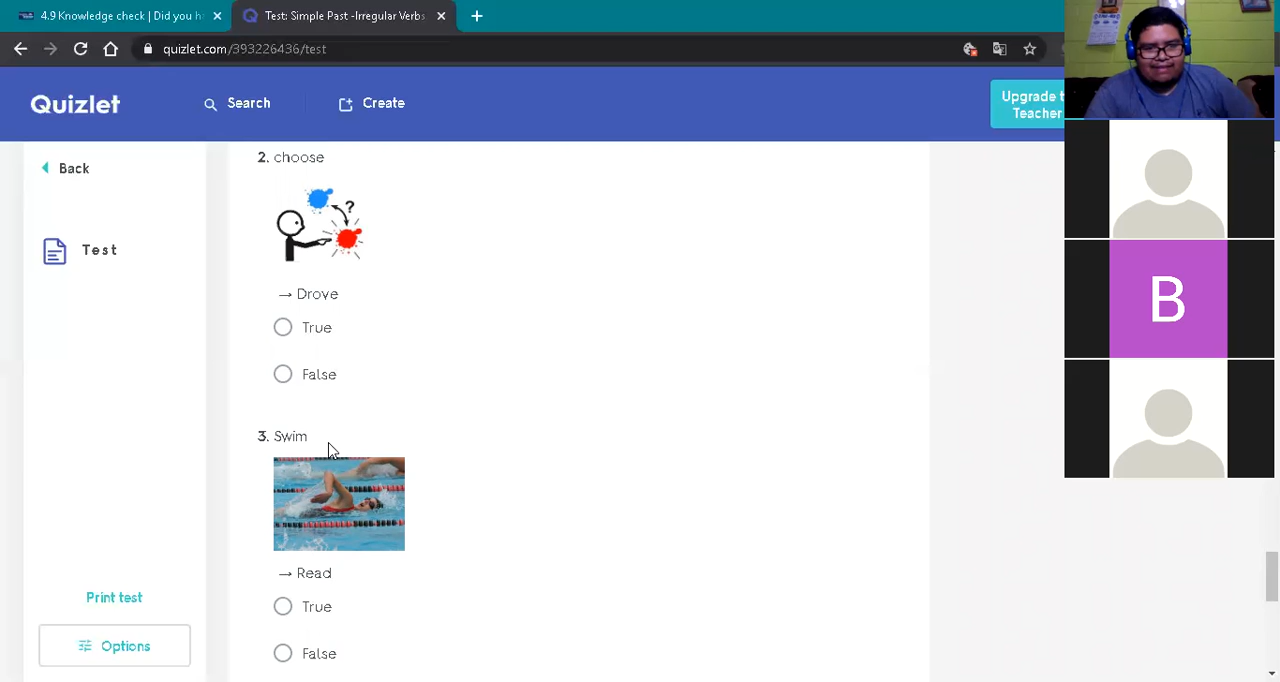 4.9 Knowledge check | Did you h
Test: Simple Past -Irregular Verbs
quizlet.com/393226436/test
Quizlet
Search
Create
Upgrade t
Teacher
Back
Test
2. choose
?
→ Drove
True
False
3. Swim
→ Read
True
False
Print test
Options
B